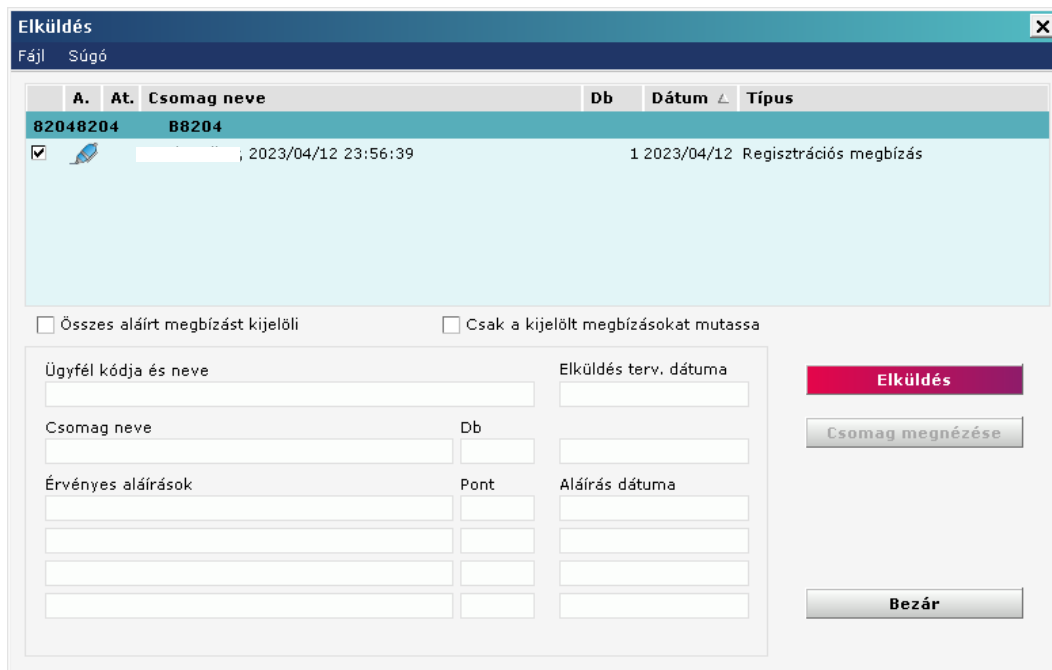 Elküldés
Fájl Súgó
A. At. Csomag neve Db Dátum Típus
82048204 B8204
; 2023/04/12 23:56:39 1 2023/04/12 Regisztrációs megbízás
Összes aláírt megbízást kijelöli Csak a kijelölt megbízásokat mutassa
Ügyfél kódja és neve Elküldés terv. dátuma
Elküldés
Csomag neve Db
Csomag megnézése
Érvényes aláírások Pont Aláírás dátuma
Bezár